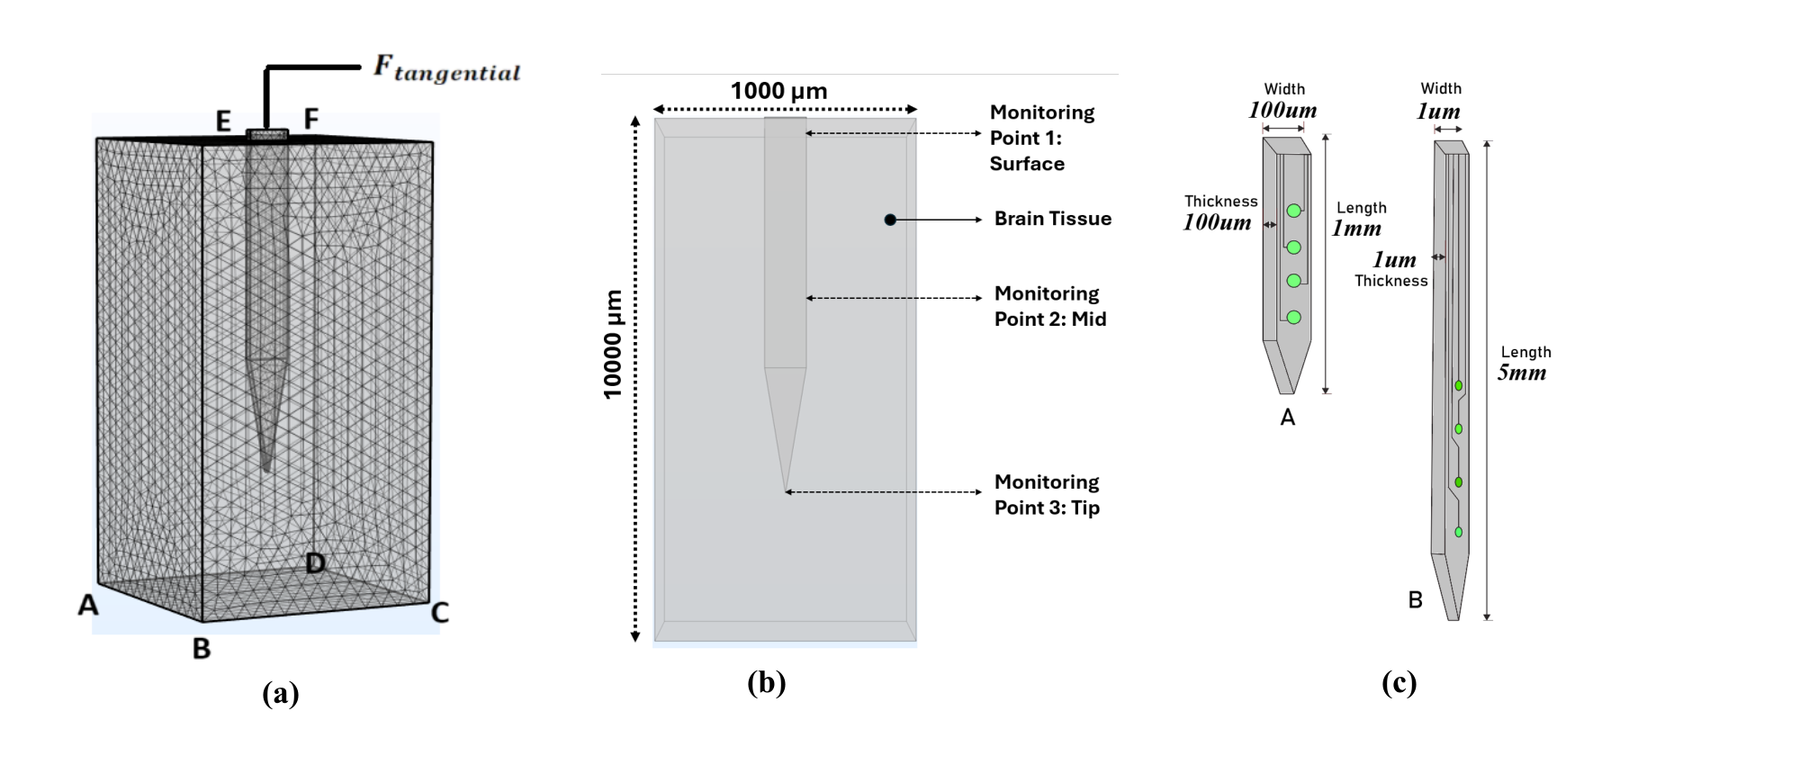 F tangential
E
F
A
B
C
D
(a)
1000 µm
10000 µm
Monitoring
Point 1:
Surface
Brain Tissue
Monitoring
Point 2: Mid
Monitoring
Point 3: Tip
(b)
Width
100um
Thickness
100um
Length
1mm
A
Width
1um
1um
Thickness
Length
5mm
B
(c)